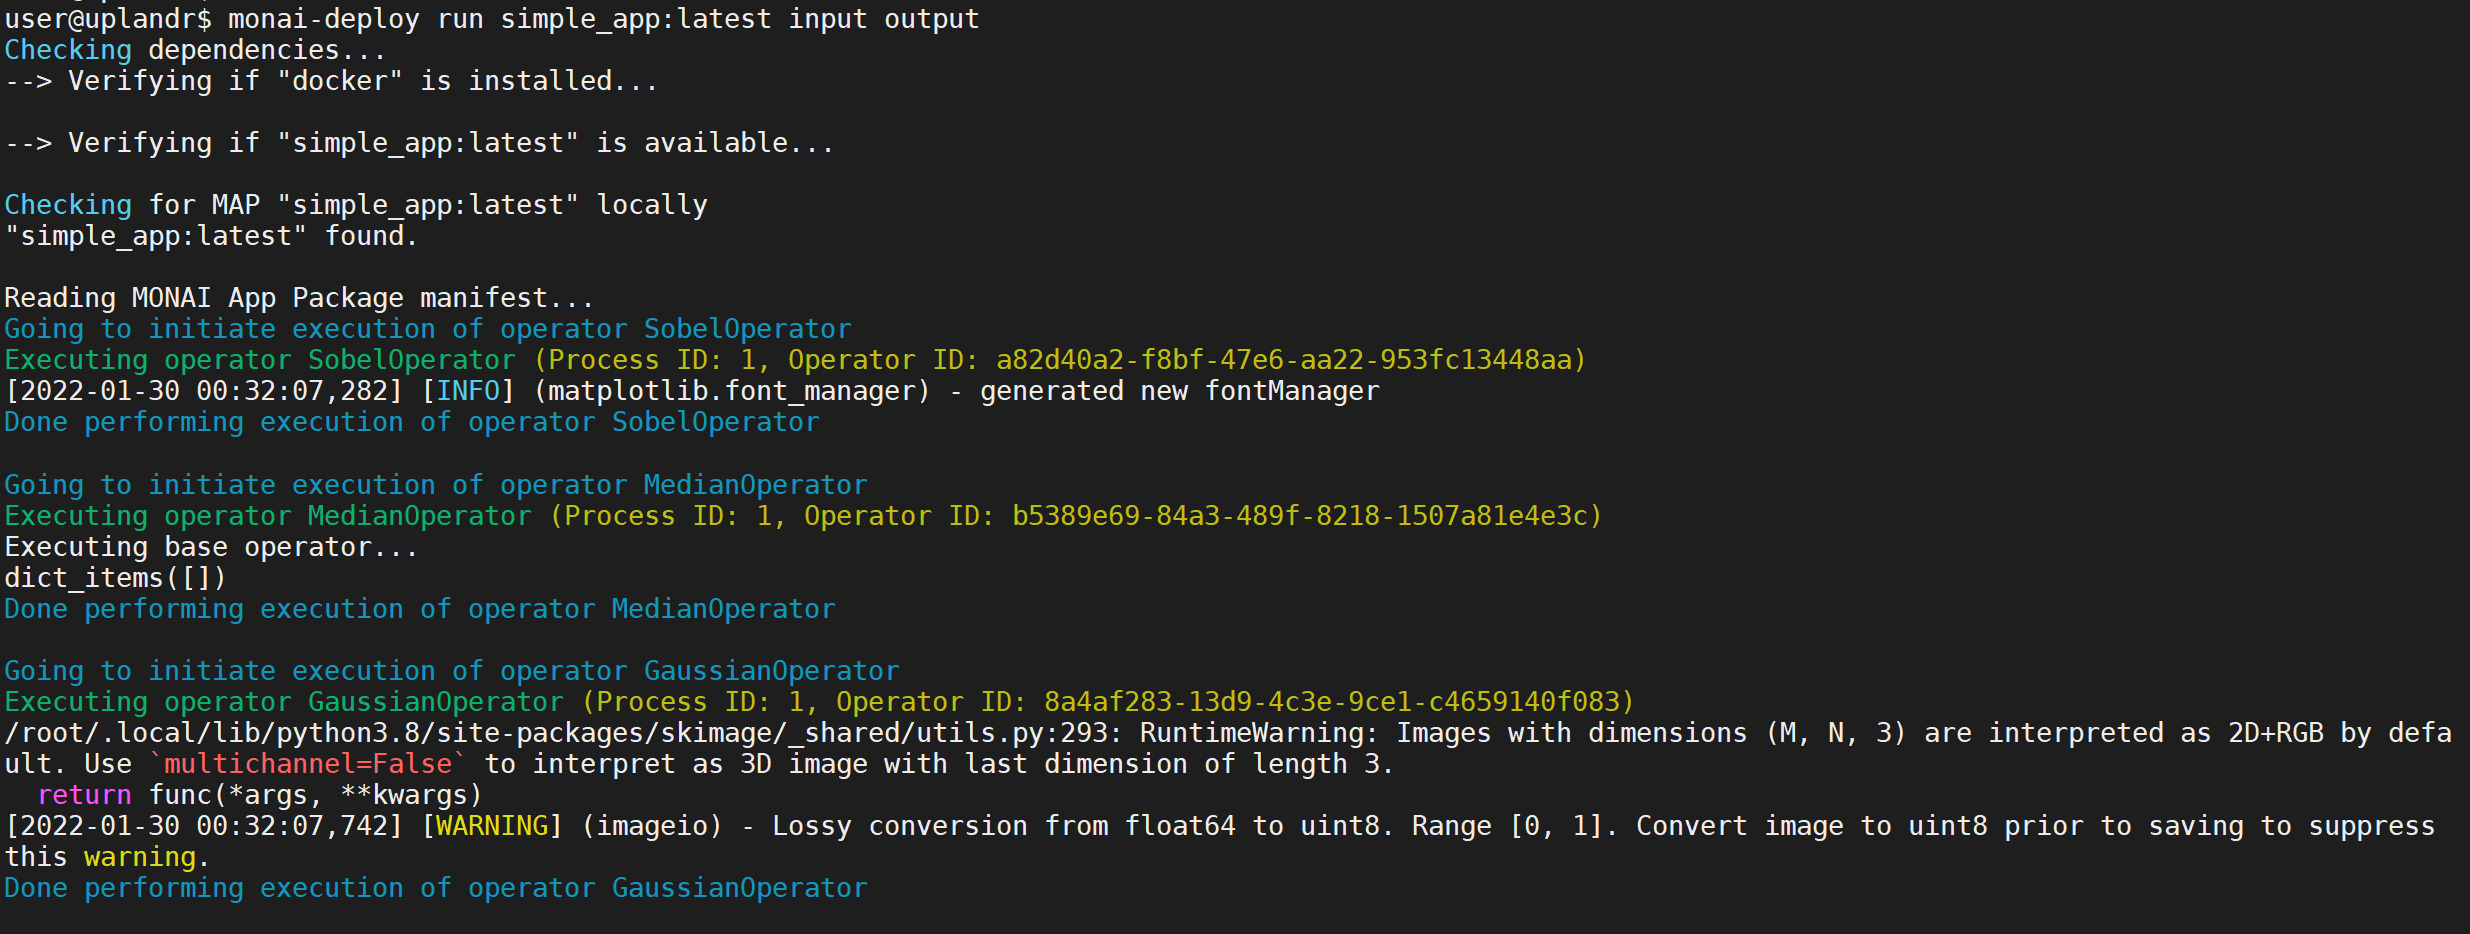 user@uplandr$ monai-deploy run simple_app:latest input output
Checking dependencies...
--> Verifying if "docker" is installed...
--> Verifying if "simple_app:latest" is available...
Checking for MAP "simple_app:latest" locally
"simple_app:latest" found.
Reading MONAI App Package manifest...
Going to initiate execution of operator SobelOperator
Executing operator SobelOperator (Process ID: 1, Operator ID: a82d40a2-f8bf-47e6-aa22-953fc13448aa)
[2022-01-30 00:32:07,282] [INFO] (matplotlib.font_manager) - generated new fontManager
Done performing execution of operator SobelOperator
Going to initiate execution of operator MedianOperator
Executing operator MedianOperator (Process ID: 1, Operator ID: b5389e69-84a3-489f-8218-1507a81e4e3c)
Executing base operator...
dict_items([])
Done performing execution of operator MedianOperator
Going to initiate execution of operator GaussianOperator
Executing operator GaussianOperator (Process ID: 1, Operator ID: 8a4af283-13d9-4c3e-9ce1-c4659140f083)
/root/.local/lib/python3.8/site-packages/skimage/_shared/utils.py:293: RuntimeWarning: Images with dimensions (M, N, 3) are interpreted as 2D+RGB by defa
ult. Use `multichannel=False` to interpret as 3D image with last dimension of length 3.
  return func(*args, **kwargs)
[2022-01-30 00:32:07,742] [WARNING] (imageio) - Lossy conversion from float64 to uint8. Range [0, 1]. Convert image to uint8 prior to saving to suppress
this warning.
Done performing execution of operator GaussianOperator